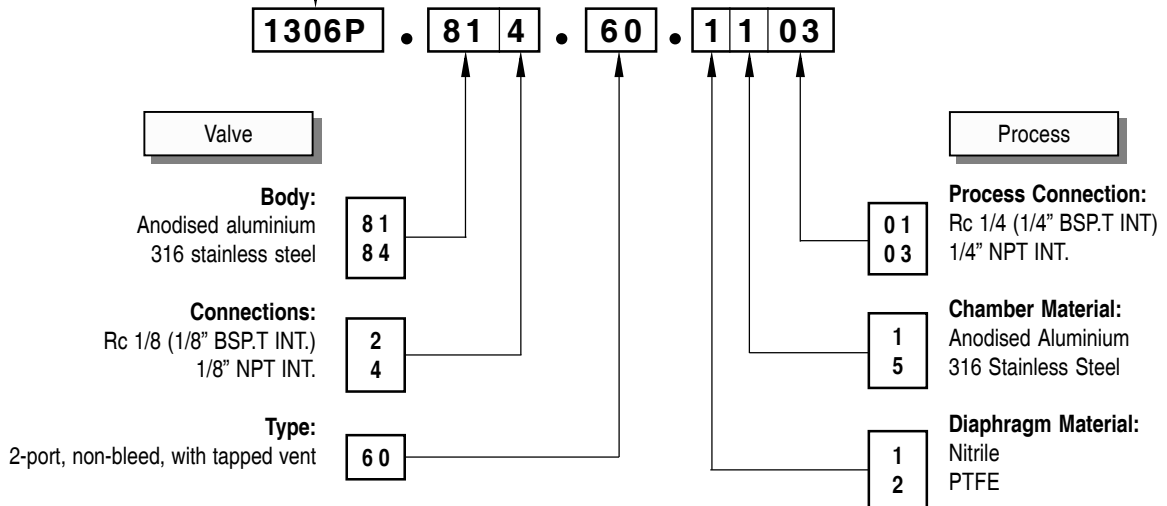 1306P . 81 4 . 60 . 1 1 03
Valve
Body:
Anodised aluminium 81
316 stainless steel 84
Connections:
Rc 1/8 (1/8” BSP.T INT.) 2
1/8” NPT INT. 4
Type:
2-port, non-bleed, with tapped vent 60
Process
Process Connection:
01 Rc 1/4 (1/4” BSP.T INT)
03 1/4” NPT INT.
Chamber Material:
1 Anodised Aluminium
5 316 Stainless Steel
Diaphragm Material:
1 Nitrile
2 PTFE